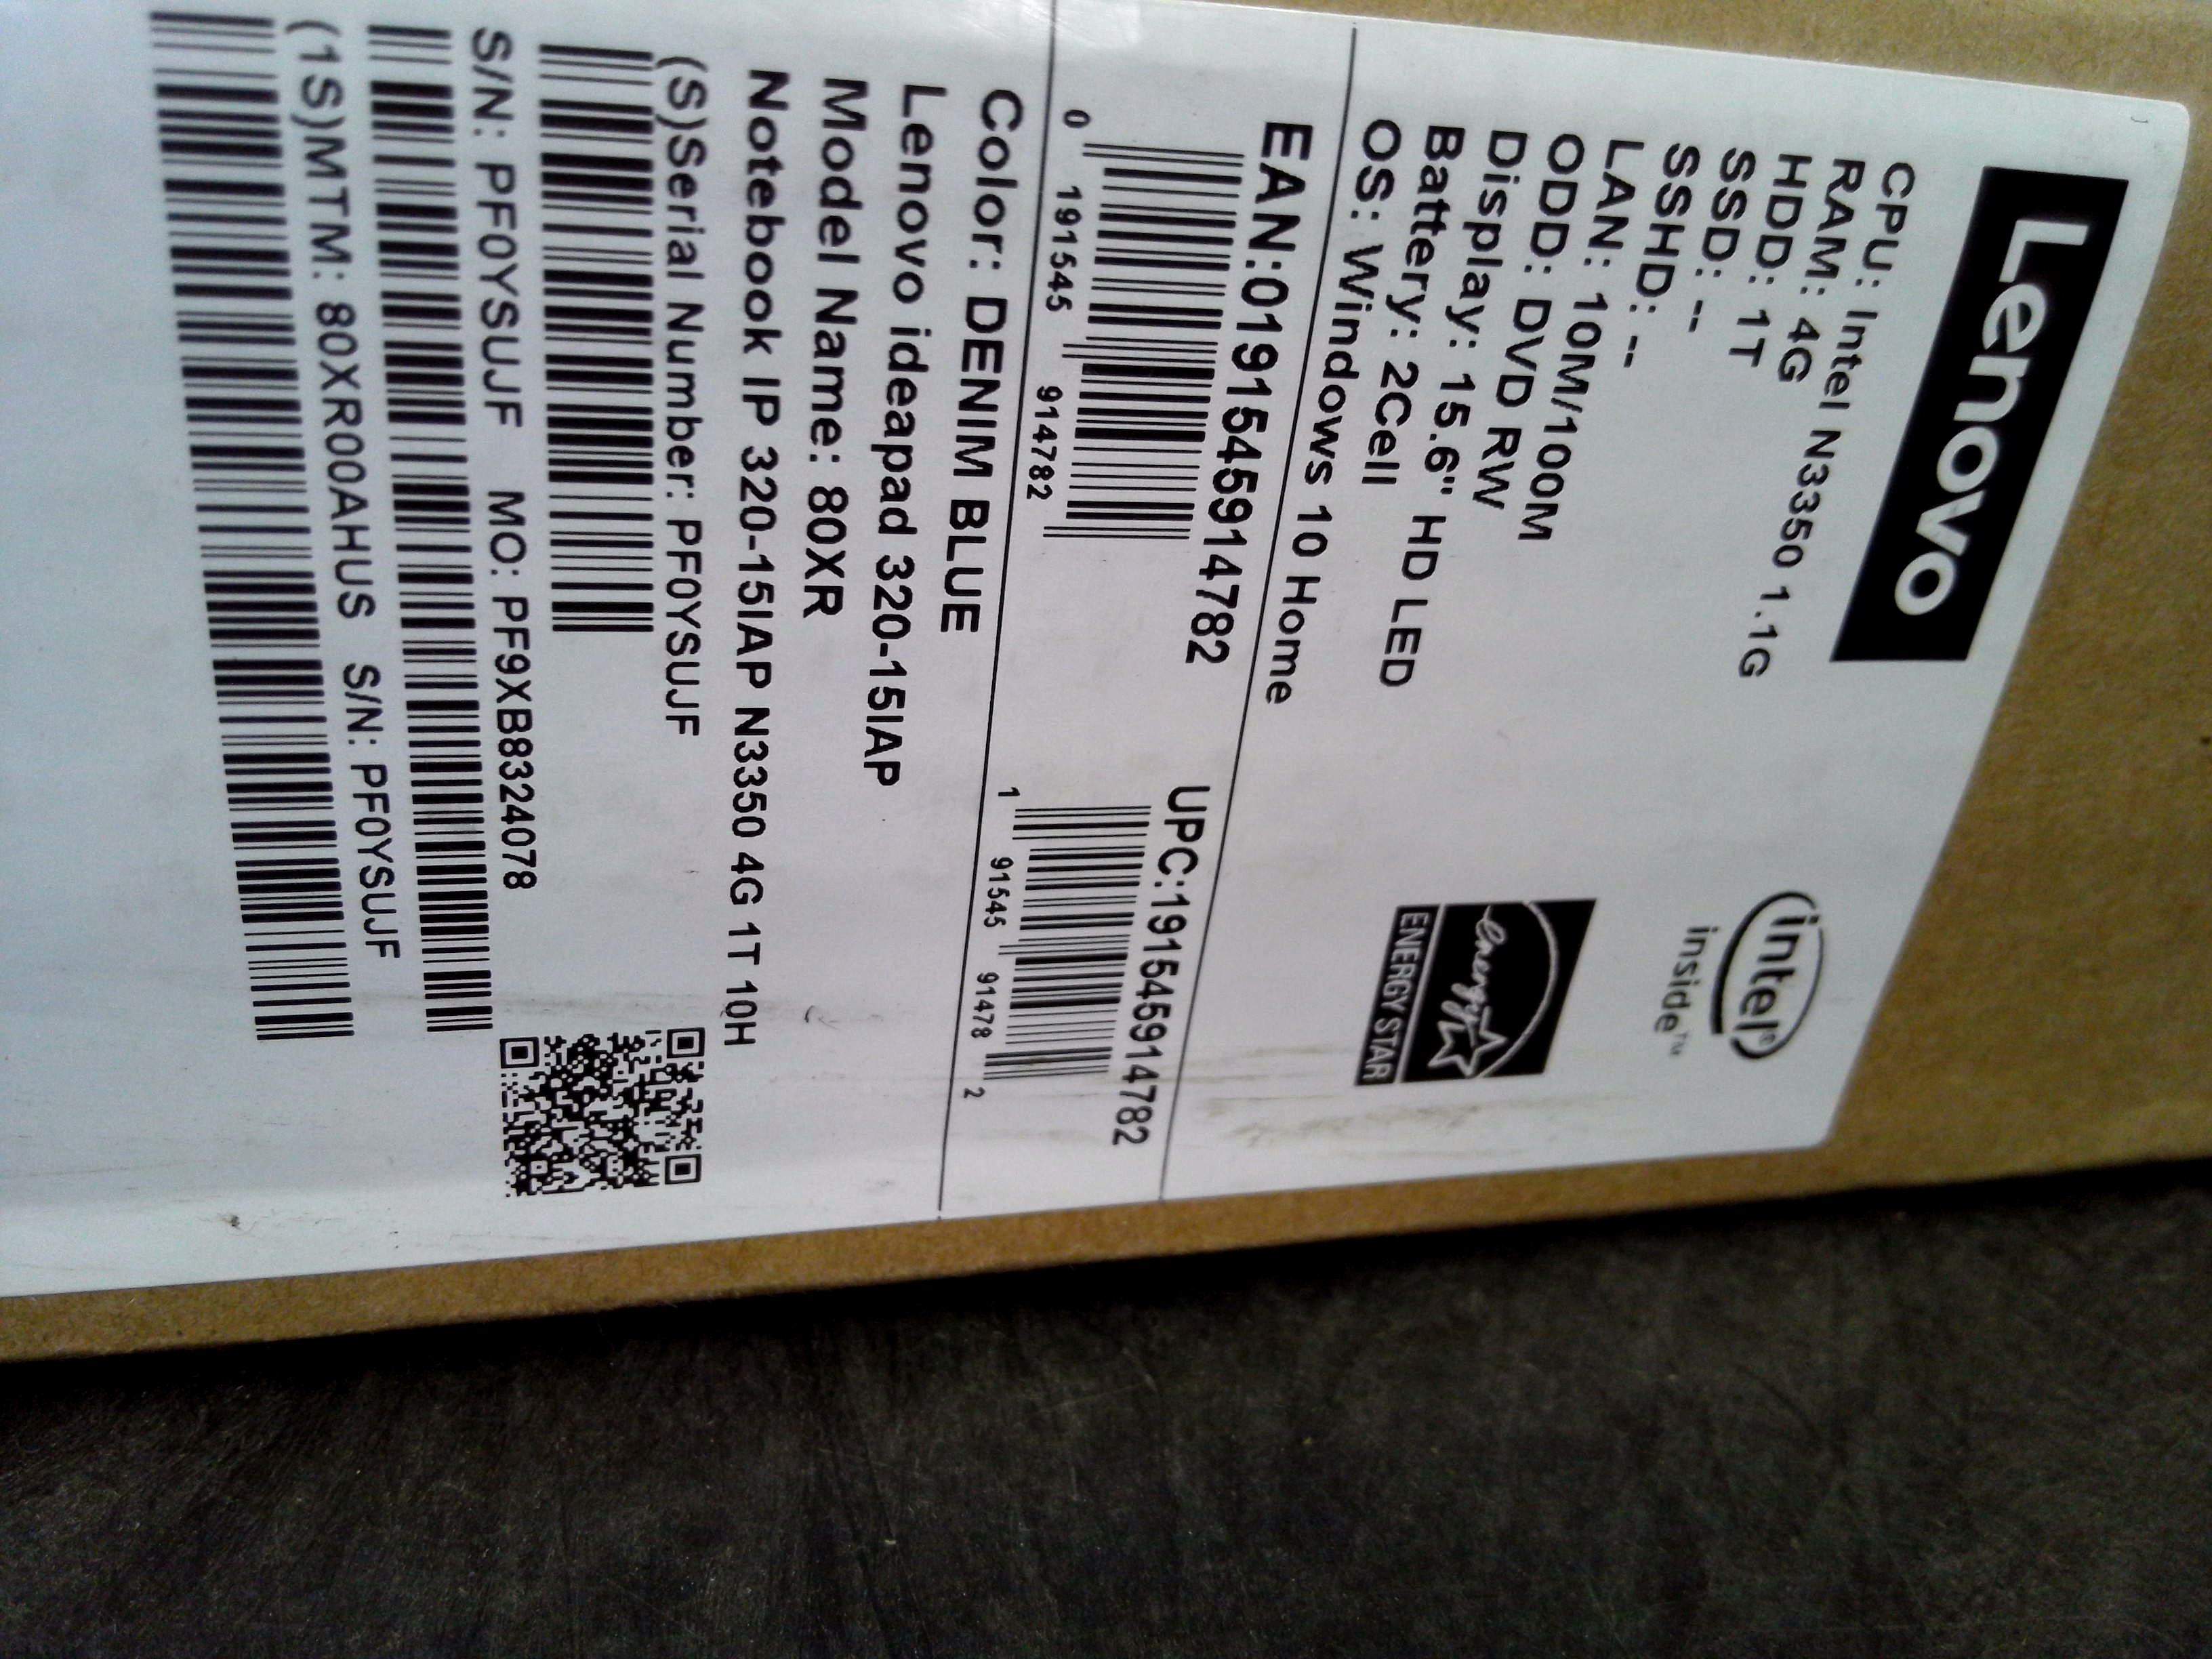 Lenovo
CPU: Intel N3350 1.1G
RAM: 4G
HDD: 1T
SSD: --
SSHD: --
LAN: 10M/100M
ODD: DVD RW
Display: 15.6" HD LED
Battery: 2Cell
OS: Windows 10 Home
intel®
inside™
energy
ENERGY STAR
EAN:0191545914782
0 191545 914782
UPC:191545914782
1 91545 91478 2
Color: DENIM BLUE
Lenovo ideapad 320-15IAP
Model Name: 80XR
Notebook IP 320-15IAP N3350 4G 1T 10H
(S)Serial Number: PF0YSUJF
S/N: PF0YSUJF MO: PF9XB8324078
(1S)MTM: 80XR00AHUS S/N: PF0YSUJF